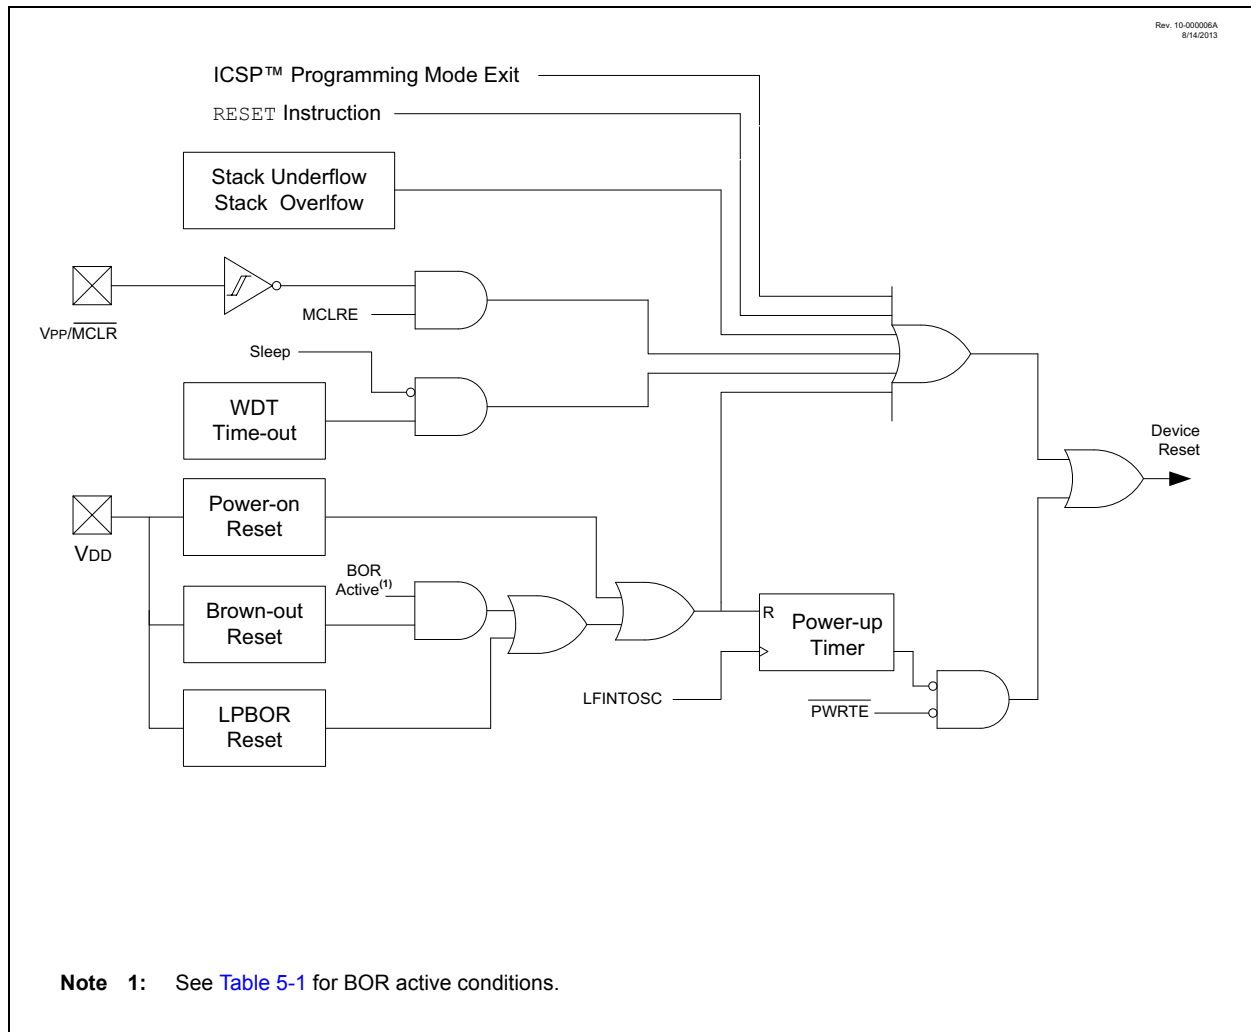 Rev. 10-000006A
8/14/2013
ICSP™ Programming Mode Exit
RESET Instruction
Stack Underflow
Stack Overlfow
VPP/MCLR
MCLRE
Sleep
WDT
Time-out
Device
Reset
VDD
Power-on
Reset
BOR
Active(1)
Brown-out
Reset
R
Power-up
Timer
LFINTOSC
PWRTE
LPBOR
Reset
Note 1: See Table 5-1 for BOR active conditions.